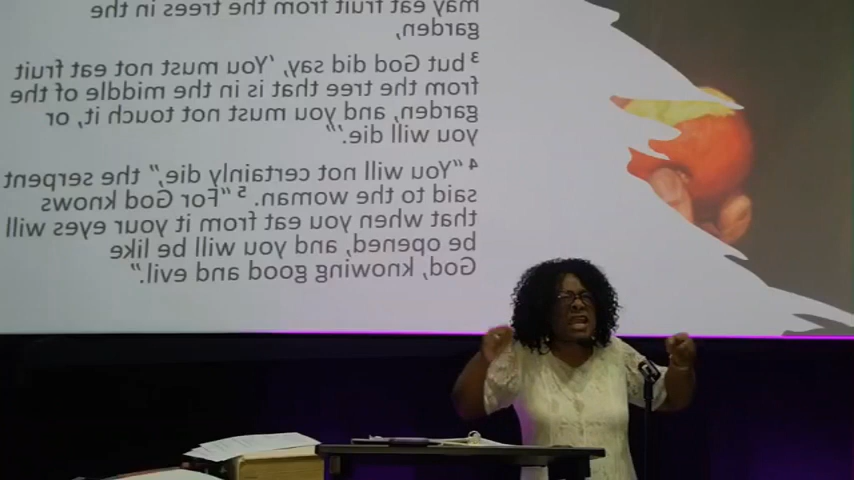 may eat fruit from the trees in the
garden,
³ but God did say, 'You must not eat fruit
from the tree that is in the middle of the
garden, and you must not touch it, or
you will die.'"
⁴ "You will not certainly die," the serpent
said to the woman. ⁵ "For God knows
that when you eat from it your eyes will
be opened, and you will be like
God, knowing good and evil."